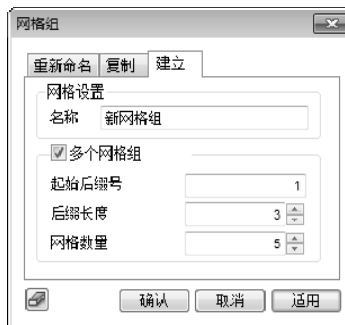 网格组
重新命名 复制 建立
网格设置
名称 新网格组
多个网格组
起始后缀号 1
后缀长度 3
网格数量 5
确认 取消 适用